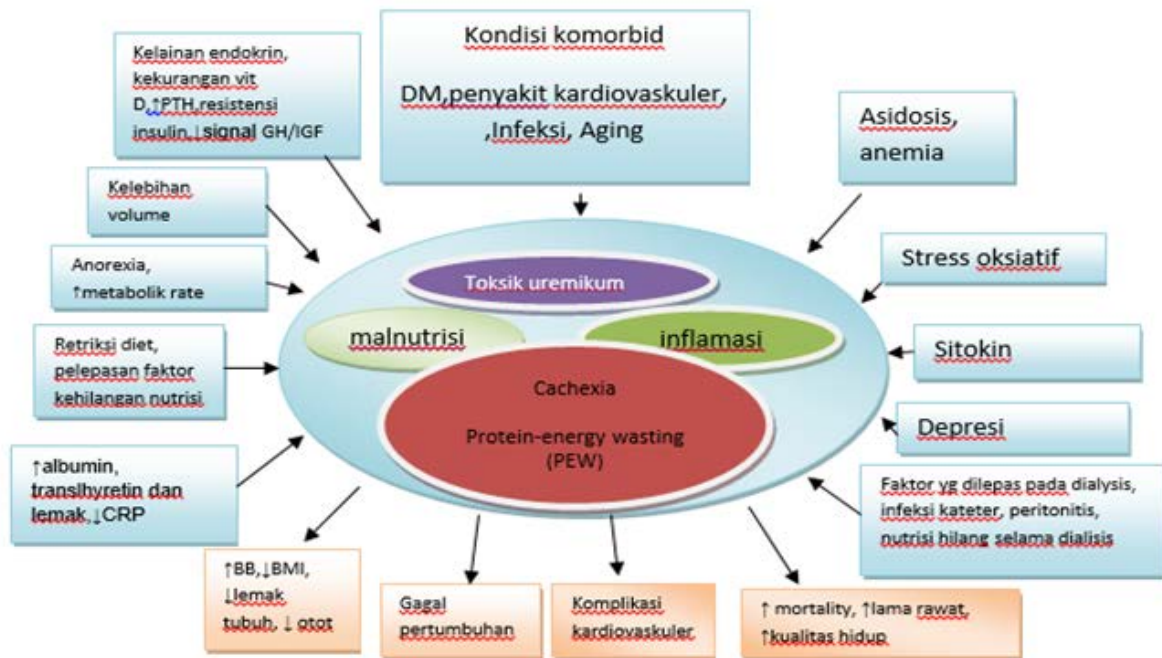 Kelainan endokrin,
kekurangan vit
D,↑PTH,resistensi
insulin,↓signal GH/IGF
Kondisi komorbid
DM,penyakit kardiovaskuler,
,Infeksi, Aging
Asidosis,
anemia
Kelebihan
volume
Anorexia,
↑metabolik rate
Retriksi diet,
pelepasan faktor
kehilangan nutrisi
↑albumin,
translhyretin dan
lemak,↓CRP
Toksik uremikum
malnutrisi
inflamasi
Cachexia
Protein-energy wasting
(PEW)
Stress oksiatif
Sitokin
Depresi
Faktor yg dilepas pada dialysis,
infeksi kateter, peritonitis,
nutrisi hilang selama dialisis
↑BB,↓BMI,
↓lemak
tubuh, ↓ otot
Gagal
pertumbuhan
Komplikasi
kardiovaskuler
↑ mortality, ↑lama rawat,
↑kualitas hidup